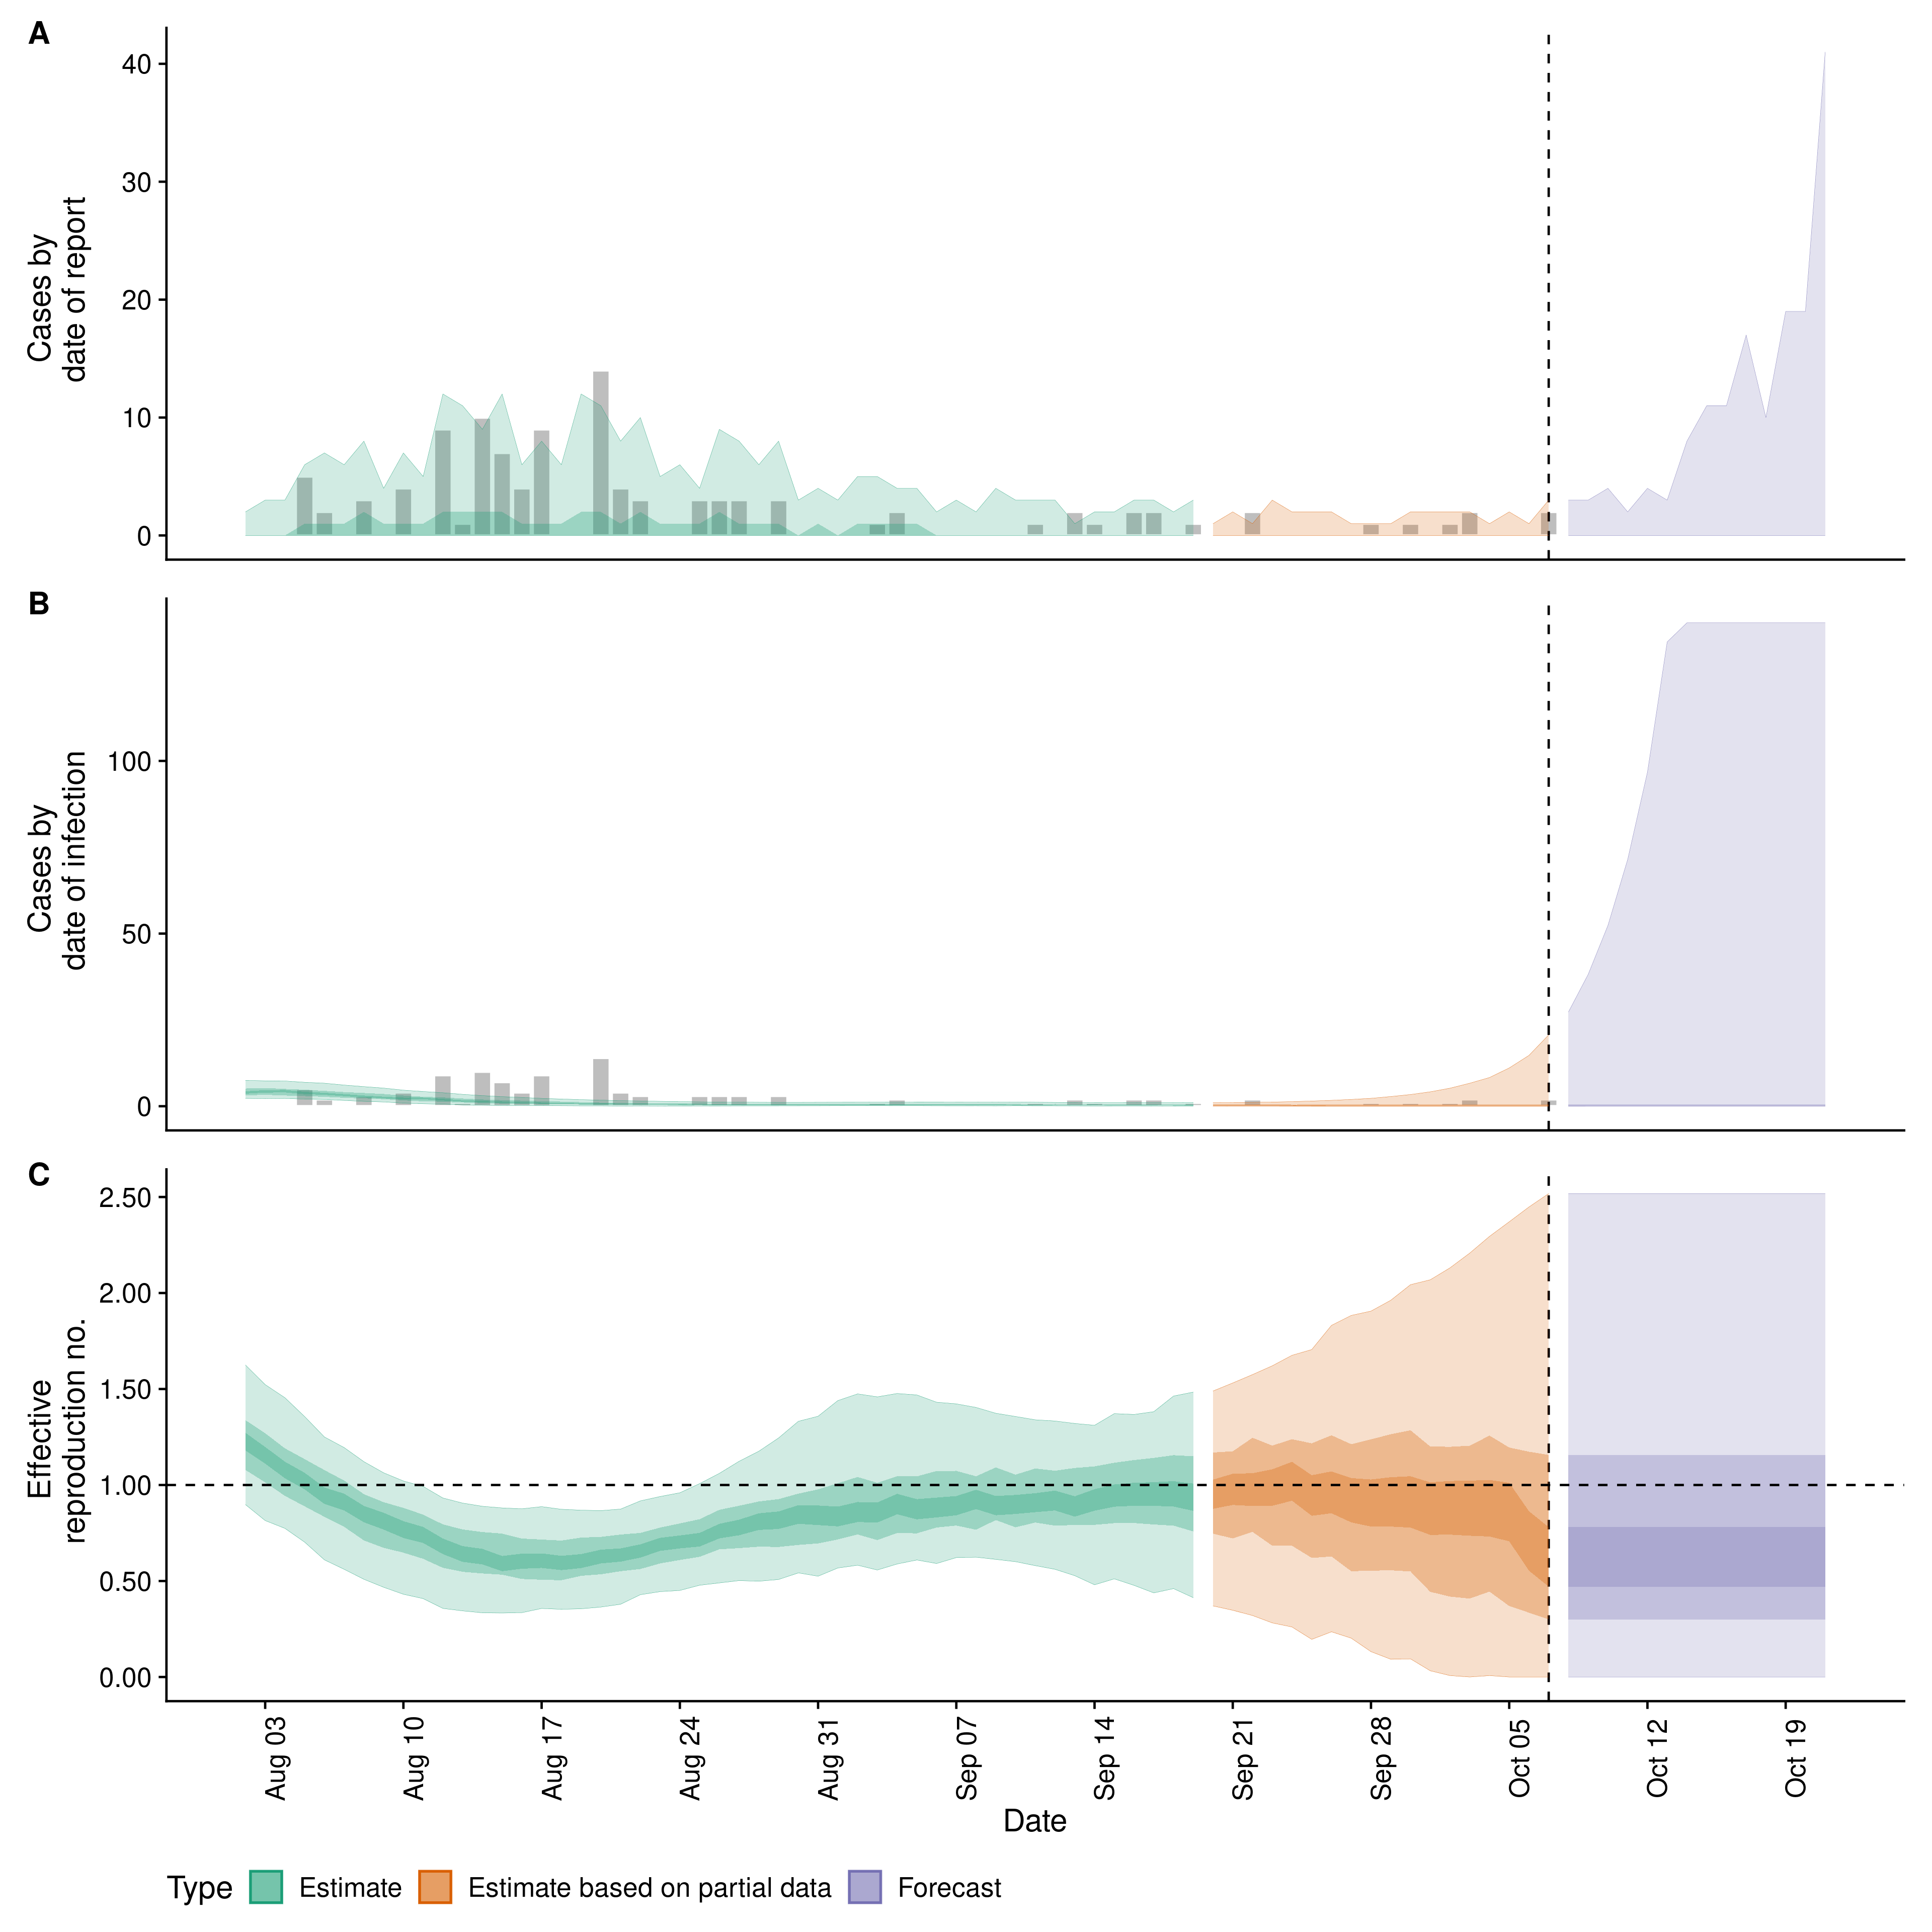 A
Cases by
date of report
40
30
20
10
0
B
Cases by
date of infection
100
50
0
C
Effective
reproduction no.
2.50
2.00
1.50
1.00
0.50
0.00
Aug 03
Aug 10
Aug 17
Aug 24
Aug 31
Sep 07
Sep 14
Sep 21
Sep 28
Oct 05
Oct 12
Oct 19
Date
Type Estimate Estimate based on partial data Forecast